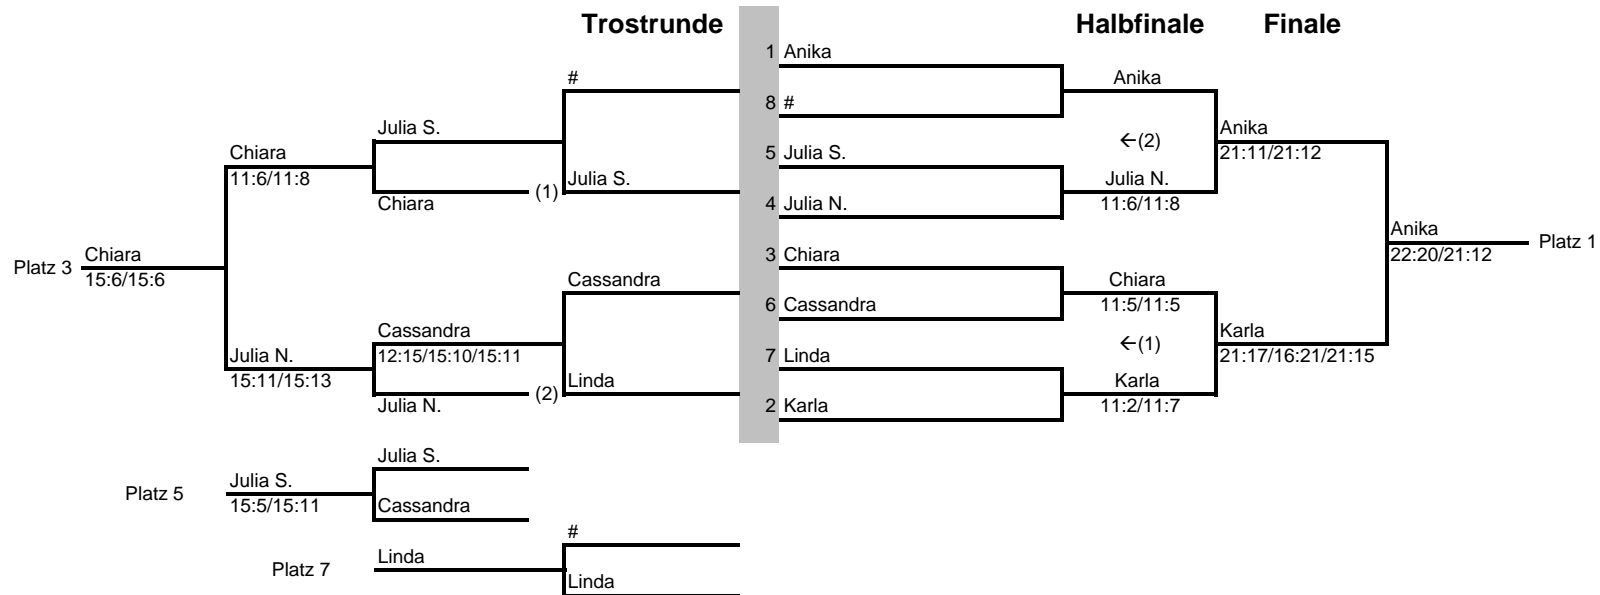 Trostrunde Halbfinale Finale
1 Anika
# Anika
8 #
Julia S. ←(2) Anika
Chiara 5 Julia S. 21:11/21:12
11:6/11:8 (1) Julia S. Julia N.
Chiara 4 Julia N. 11:6/11:8
Anika Platz 1
Platz 3 Chiara 3 Chiara 22:20/21:12
15:6/15:6 Cassandra Chiara
6 Cassandra 11:5/11:5
Cassandra ←(1) Karla
Julia N. 12:15/15:10/15:11 7 Linda 21:17/16:21/21:15
15:11/15:13 (2) Linda Karla
Julia N. 2 Karla 11:2/11:7
Julia S.
Platz 5 Julia S.
15:5/15:11 Cassandra
#
Platz 7 Linda
Linda